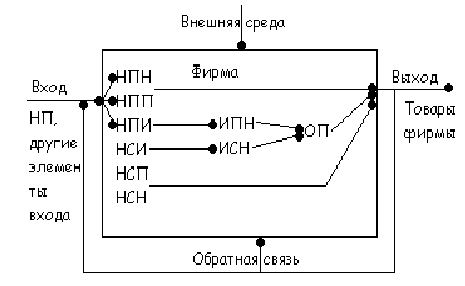 Внешняя среда
Вход
Фирма
Выход
НПН
НПП
НПИ
ИПН
ОП
НСИ
ИСН
НСП
НСН
НП,
другие
элемен
ты
входа
Товары
фирмы
Обратная связь